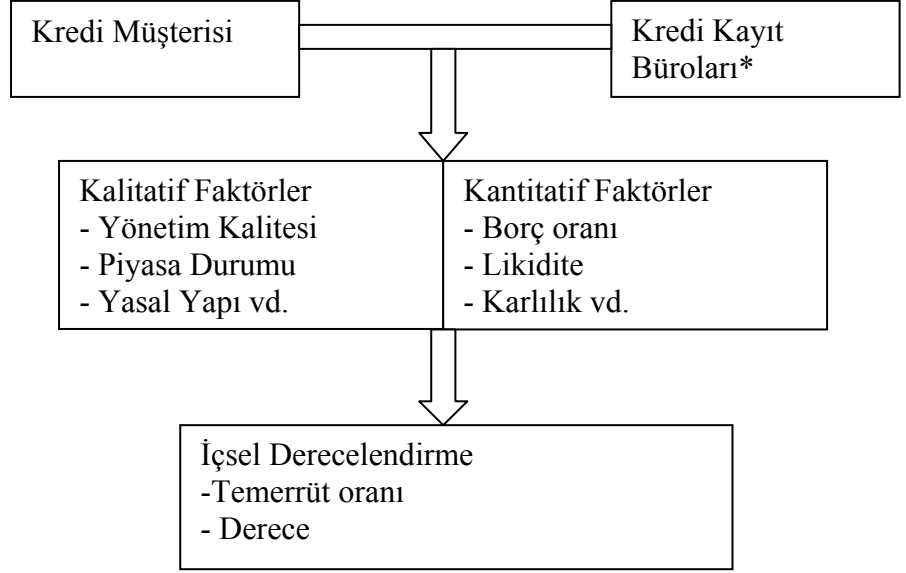 Kredi Müşterisi
Kredi Kayıt
Büroları*
Kalitatif Faktörler
- Yönetim Kalitesi
- Piyasa Durumu
- Yasal Yapı vd.
Kantitatif Faktörler
- Borç oranı
- Likidite
- Karlılık vd.
İçsel Derecelendirme
-Temerrüt oranı
- Derece